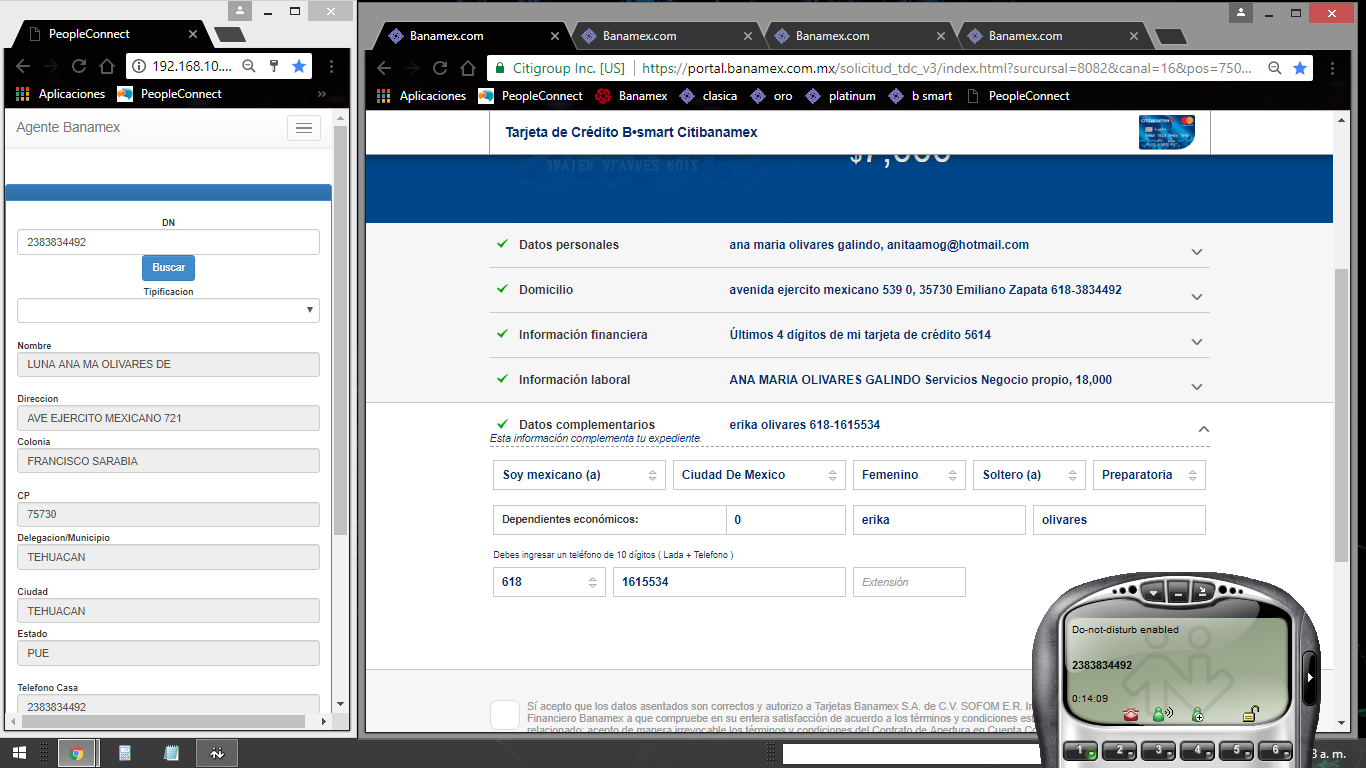 PeopleConnect
192.168.10....
Aplicaciones
PeopleConnect
»
Agente Banamex
DN
2383834492
Buscar
Tipificacion
Nombre
LUNA ANA MA OLIVARES DE
Direccion
AVE EJERCITO MEXICANO 721
Colonia
FRANCISCO SARABIA
CP
75730
Delegacion/Municipio
TEHUACAN
Ciudad
TEHUACAN
Estado
PUE
Telefono Casa
2383834492
Banamex.com
Banamex.com
Banamex.com
Banamex.com
Citigroup Inc. [US]
https://portal.banamex.com.mx/solicitud_tdc_v3/index.html?sursursal=8082&canal=16&pos=750...
Aplicaciones
PeopleConnect
Banamex
clasica
oro
platinum
b smart
PeopleConnect
Tarjeta de Crédito B•smart Citibanamex
$7,000
Datos personales
ana maria olivares galindo, anitaamog@hotmail.com
Domicilio
avenida ejercito mexicano 539 0, 35730 Emiliano Zapata 618-3834492
Información financiera
Últimos 4 dígitos de mi tarjeta de crédito 5614
Información laboral
ANA MARIA OLIVARES GALINDO Servicios Negocio propio, 18,000
Datos complementarios
erika olivares 618-1615534
Esta información complementa tu expediente.
Soy mexicano (a)
Ciudad De Mexico
Femenino
Soltero (a)
Preparatoria
Dependientes económicos:
0
erika
olivares
Debes ingresar un teléfono de 10 dígitos ( Lada + Telefono )
618
1615534
Extensión
Sí acepto que los datos asentados son correctos y autorizo a Tarjetas Banamex S.A. de C.V. SOFOM E.R.
Financiero Banamex a que compruebe en su entera satisfacción de acuerdo a los términos y condiciones
relacionado; acepto de manera irrevocable los términos y condiciones del Contrato de Apertura en Cuenta
Do-not-disturb enabled
2383834492
0:14:09
1
2
3
4
5
6
a. m.